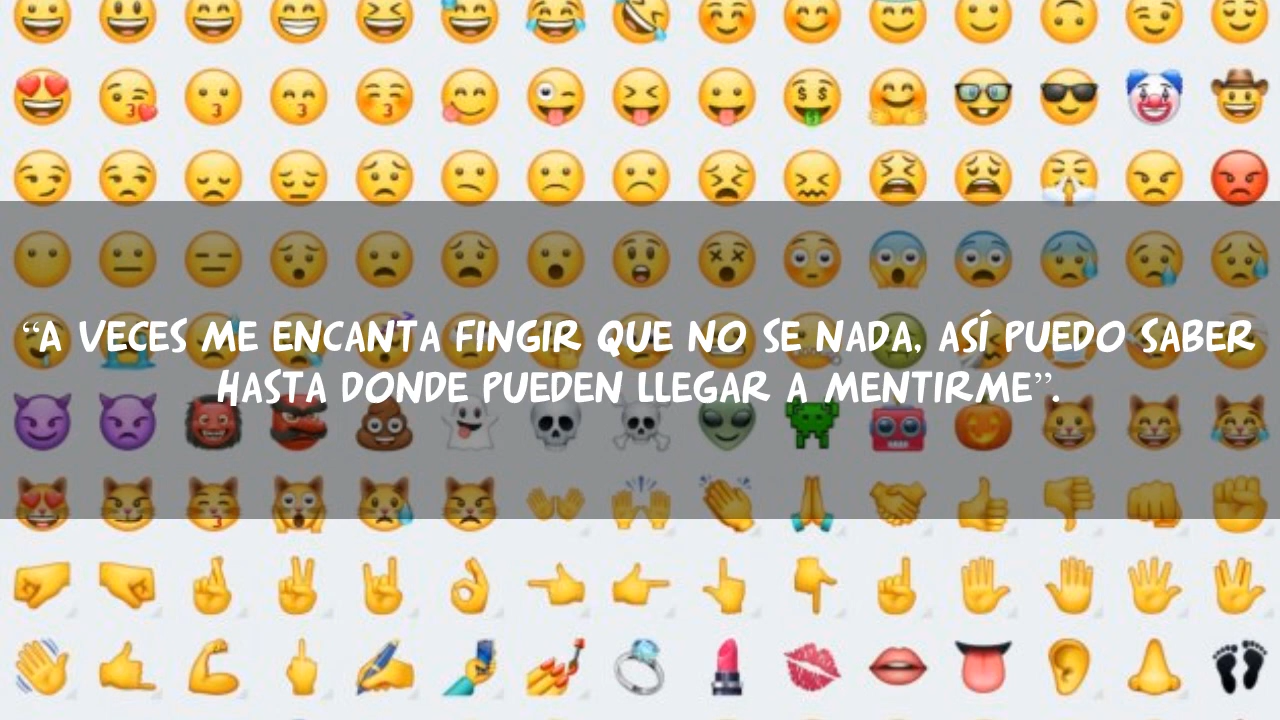 “A VECES ME ENCANTA FINGIR QUE NO SE NADA, ASÍ PUEDO SABER
HASTA DONDE PUEDEN LLEGAR A MENTIRME”.